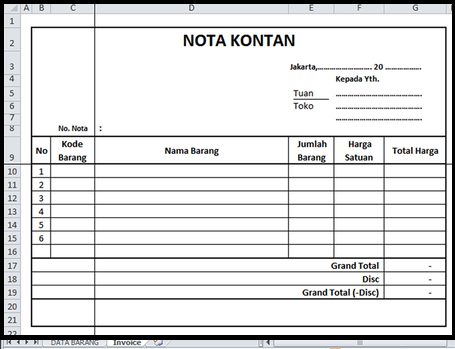 A B C D E F G
1
2 NOTA KONTAN
3 Jakarta,........................ 20 ................
4 Kepada Yth.
5 Tuan ......................................
6 Toko ......................................
7 ......................................
8 No. Nota :
9 No Kode Barang Nama Barang Jumlah Barang Harga Satuan Total Harga
10 1
11 2
12 3
13 4
14 5
15 6
16
17 Grand Total -
18 Disc -
19 Grand Total (-Disc) -
20
21
22
DATA BARANG Invoice